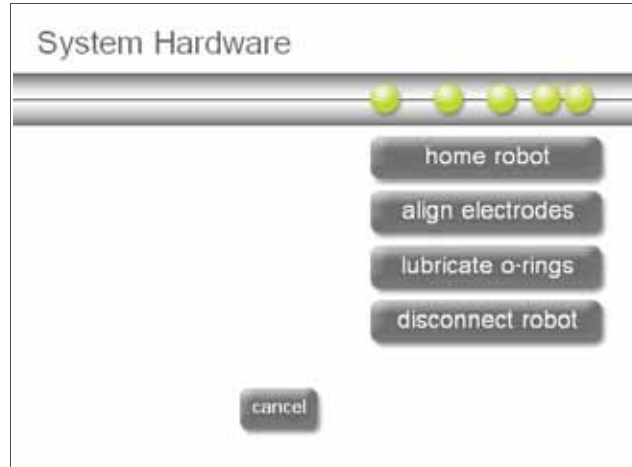 System Hardware
home robot
align electrodes
lubricate o-rings
disconnect robot
cancel